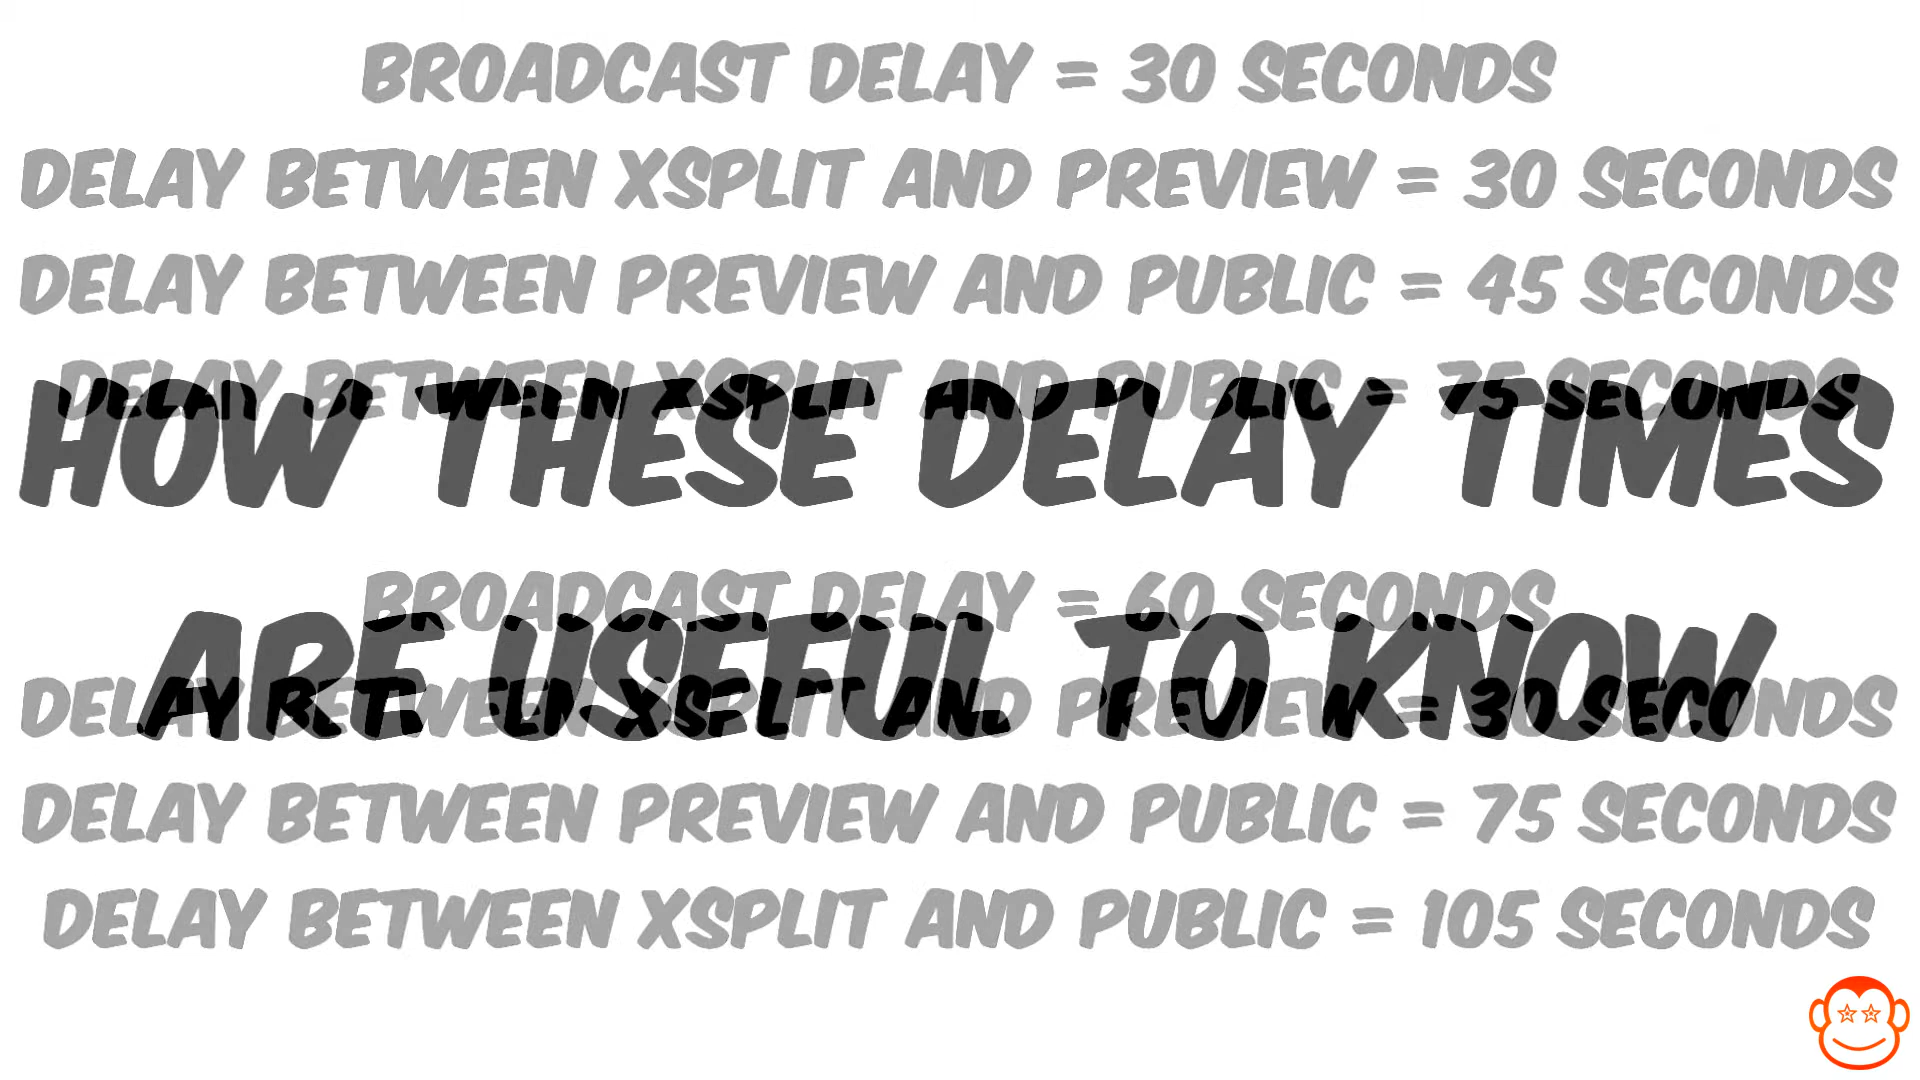 BROADCAST DELAY = 30 SECONDS
DELAY BETWEEN XSPLIT AND PREVIEW = 30 SECONDS
DELAY BETWEEN PREVIEW AND PUBLIC = 45 SECONDS
DELAY BETWEEN XSPLIT AND PUBLIC = 75 SECONDS
HOW THESE DELAY TIMES
BROADCAST DELAY = 60 SECONDS
ARE USEFUL TO KNOW
DELAY BETWEEN XSPLIT AND PREVIEW = 30 SECONDS
DELAY BETWEEN PREVIEW AND PUBLIC = 75 SECONDS
DELAY BETWEEN XSPLIT AND PUBLIC = 105 SECONDS